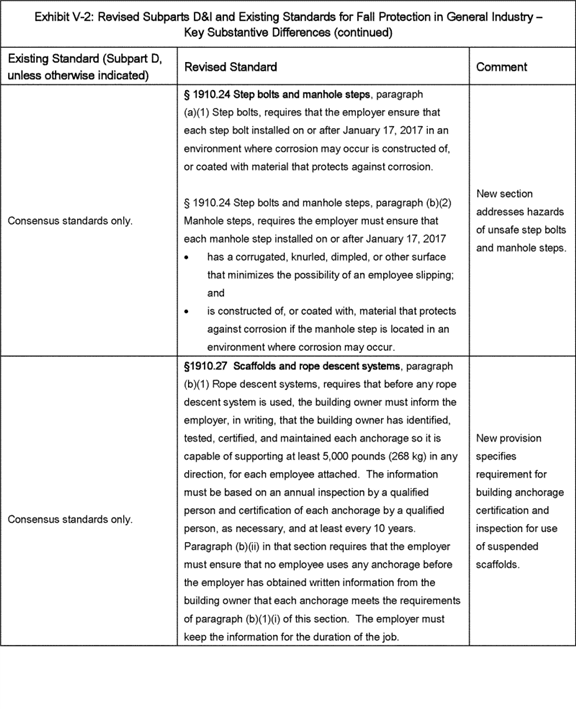 Exhibit V-2: Revised Subparts D&I and Existing Standards for Fall Protection in General Industry –
Key Substantive Differences (continued)
Existing Standard (Subpart D,
unless otherwise indicated)
Revised Standard
Comment
Consensus standards only.
§ 1910.24 Step bolts and manhole steps, paragraph
(a)(1) Step bolts, requires that the employer ensure that
each step bolt installed on or after January 17, 2017 in an
environment where corrosion may occur is constructed of,
or coated with material that protects against corrosion.
§ 1910.24 Step bolts and manhole steps, paragraph (b)(2)
Manhole steps, requires the employer must ensure that
each manhole step installed on or after January 17, 2017
• has a corrugated, knurled, dimpled, or other surface
that minimizes the possibility of an employee slipping;
and
• is constructed of, or coated with, material that protects
against corrosion if the manhole step is located in an
environment where corrosion may occur.
New section
addresses hazards
of unsafe step bolts
and manhole steps.
Consensus standards only.
§1910.27 Scaffolds and rope descent systems, paragraph
(b)(1) Rope descent systems, requires that before any rope
descent system is used, the building owner must inform the
employer, in writing, that the building owner has identified,
tested, certified, and maintained each anchorage so it is
capable of supporting at least 5,000 pounds (268 kg) in any
direction, for each employee attached. The information
must be based on an annual inspection by a qualified
person and certification of each anchorage by a qualified
person, as necessary, and at least every 10 years.
Paragraph (b)(ii) in that section requires that the employer
must ensure that no employee uses any anchorage before
the employer has obtained written information from the
building owner that each anchorage meets the requirements
of paragraph (b)(1)(i) of this section. The employer must
keep the information for the duration of the job.
New provision
specifies
requirement for
building anchorage
certification and
inspection for use
of suspended
scaffolds.